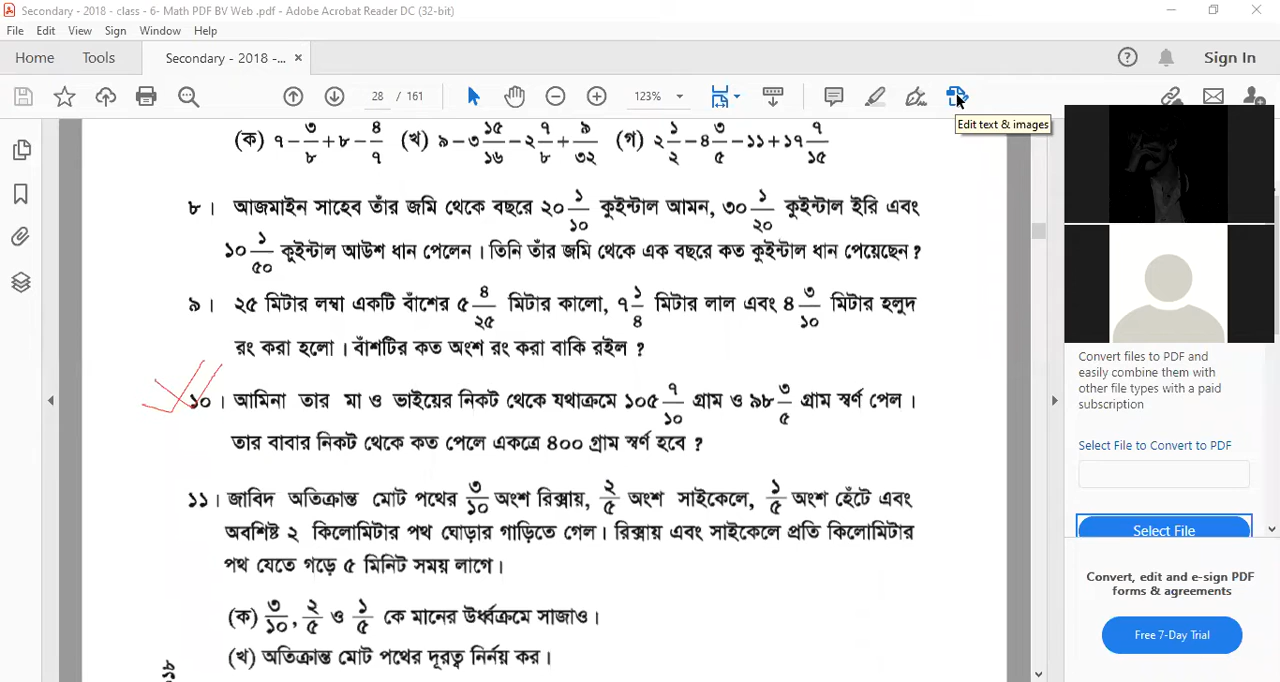 Secondary - 2018 - class - 6- Math PDF BV Web .pdf - Adobe Acrobat Reader DC (32-bit)
File Edit View Sign Window Help
Home Tools Secondary - 2018 -... × Sign In
28 / 161 123%
Edit text & images
(ক) ৭ − ৩/৮ + ৮ − ৪/৭ (খ) ৯ − ৩ ১৫/১৬ − ২ ৭/৮ + ৯/৩২ (গ) ২ ১/২ − ৪ ৩/৫ − ১১ + ১৭ ৭/১৫
৮। আজমাইন সাহেব তাঁর জমি থেকে বছরে ২০ ১/১০ কুইন্টাল আমন, ৩০ ১/২০ কুইন্টাল ইরি এবং
১০ ১/৫০ কুইন্টাল আউশ ধান পেলেন। তিনি তাঁর জমি থেকে এক বছরে কত কুইন্টাল ধান পেয়েছেন?
৯। ২৫ মিটার লম্বা একটি বাঁশের ৫ ৪/২৫ মিটার কালো, ৭ ১/৪ মিটার লাল এবং ৪ ৩/১০ মিটার হলুদ
রং করা হলো। বাঁশটির কত অংশ রং করা বাকি রইল?
১০। আমিনা তার মা ও ভাইয়ের নিকট থেকে যথাক্রমে ১০৫ ৭/১০ গ্রাম ও ৯৮ ৩/৫ গ্রাম স্বর্ণ পেল।
তার বাবার নিকট থেকে কত পেলে একত্রে ৪০০ গ্রাম স্বর্ণ হবে?
১১। জাবিদ অতিক্রান্ত মোট পথের ৩/১০ অংশ রিক্সায়, ২/৫ অংশ সাইকেলে, ১/৫ অংশ হেঁটে এবং
অবশিষ্ট ২ কিলোমিটার পথ ঘোড়ার গাড়িতে গেল। রিক্সায় এবং সাইকেলে প্রতি কিলোমিটার
পথ যেতে গড়ে ৫ মিনিট সময় লাগে।
(ক) ৩/১০, ২/৫ ও ১/৫ কে মানের উর্ধ্বক্রমে সাজাও।
(খ) অতিক্রান্ত মোট পথের দূরত্ব নির্নয় কর।
Convert files to PDF and
easily combine them with
other file types with a paid
subscription
Select File to Convert to PDF
Select File
Convert, edit and e-sign PDF
forms & agreements
Free 7-Day Trial